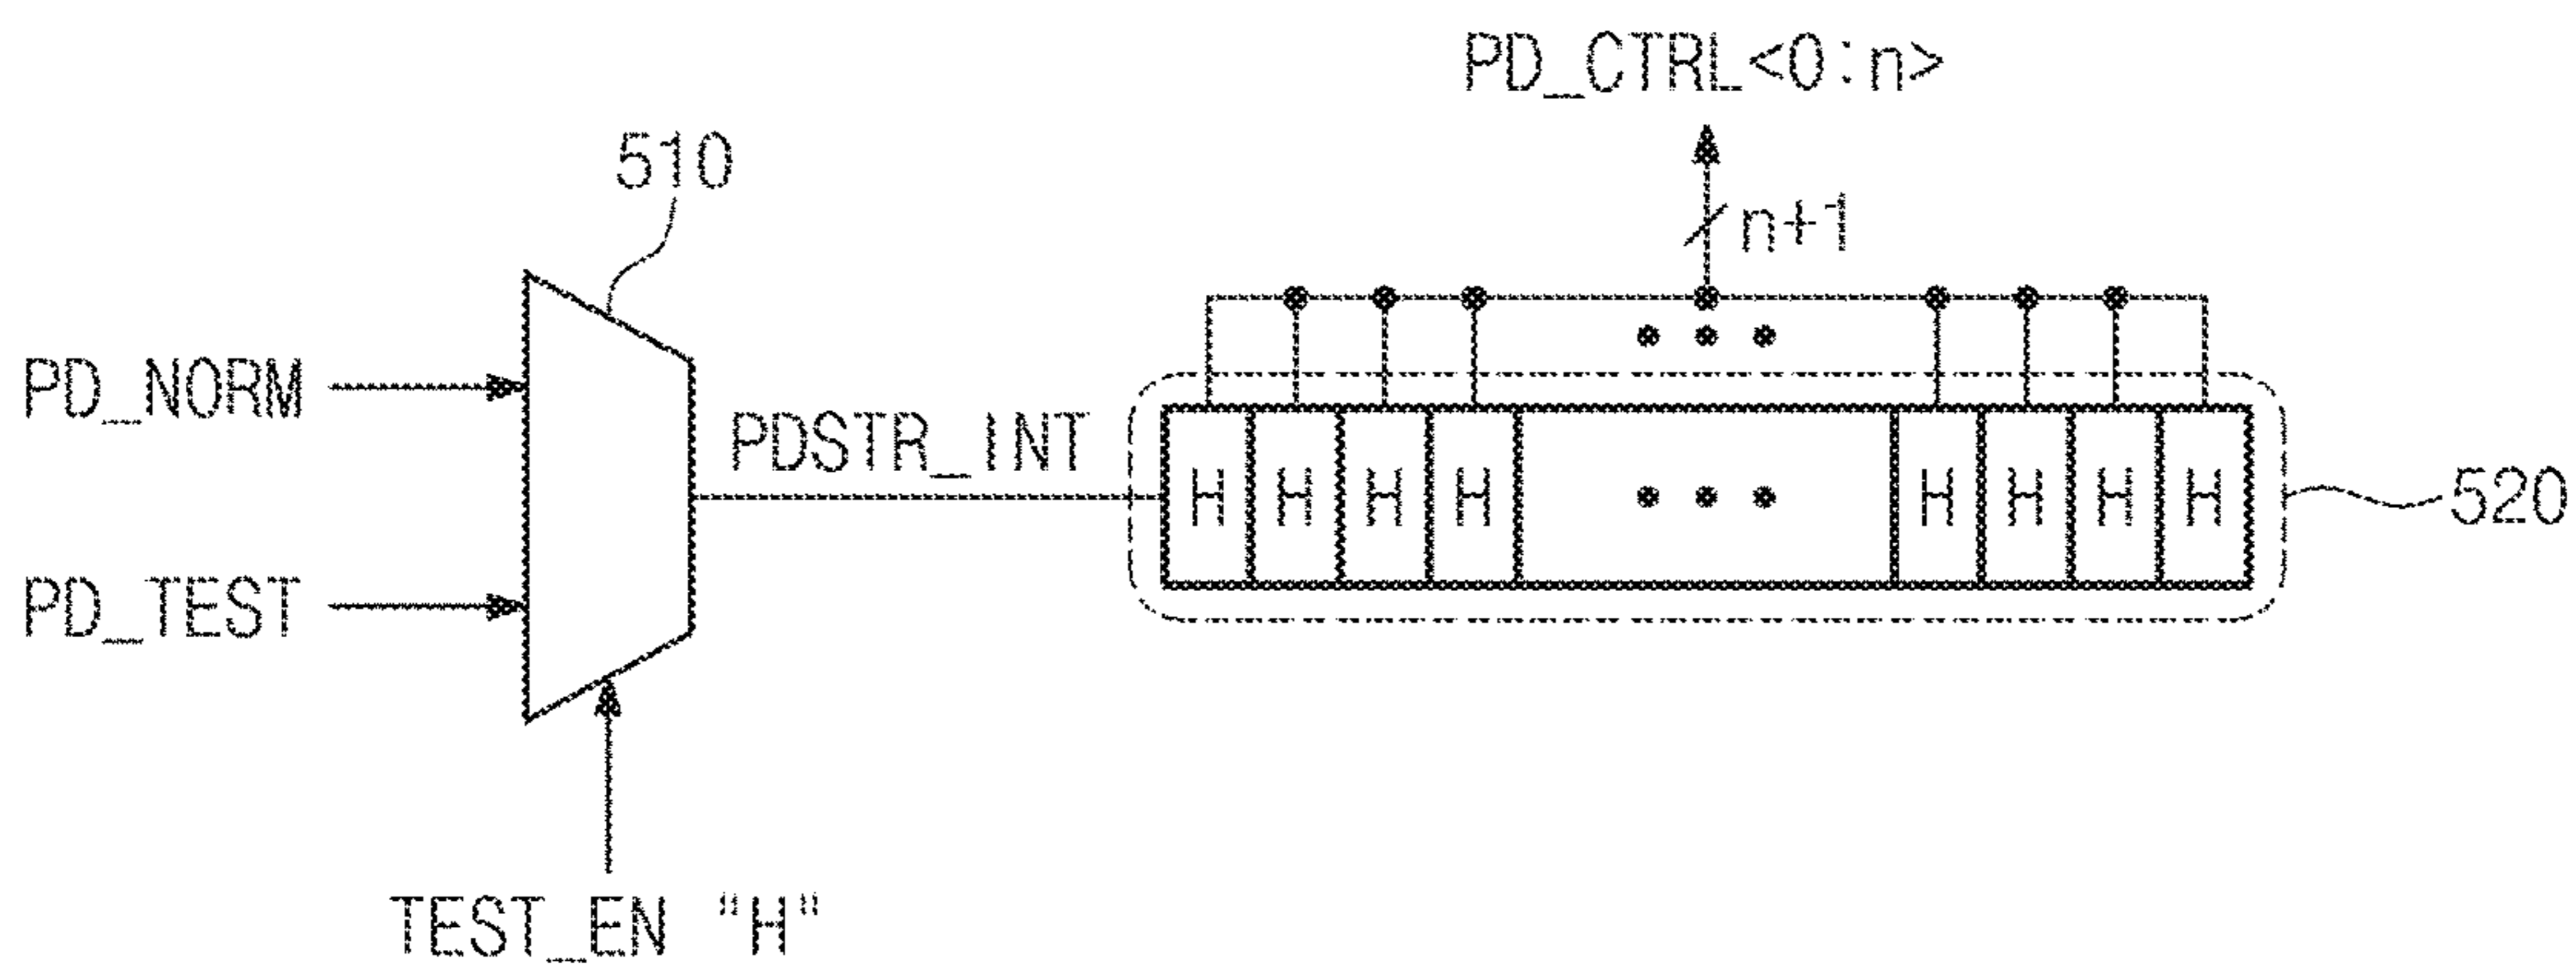 PD_CTRL<0:n>
510
n+1
PD_NORM
PDSTR_INT
H H H H H H H H
520
PD_TEST
TEST_EN "H"